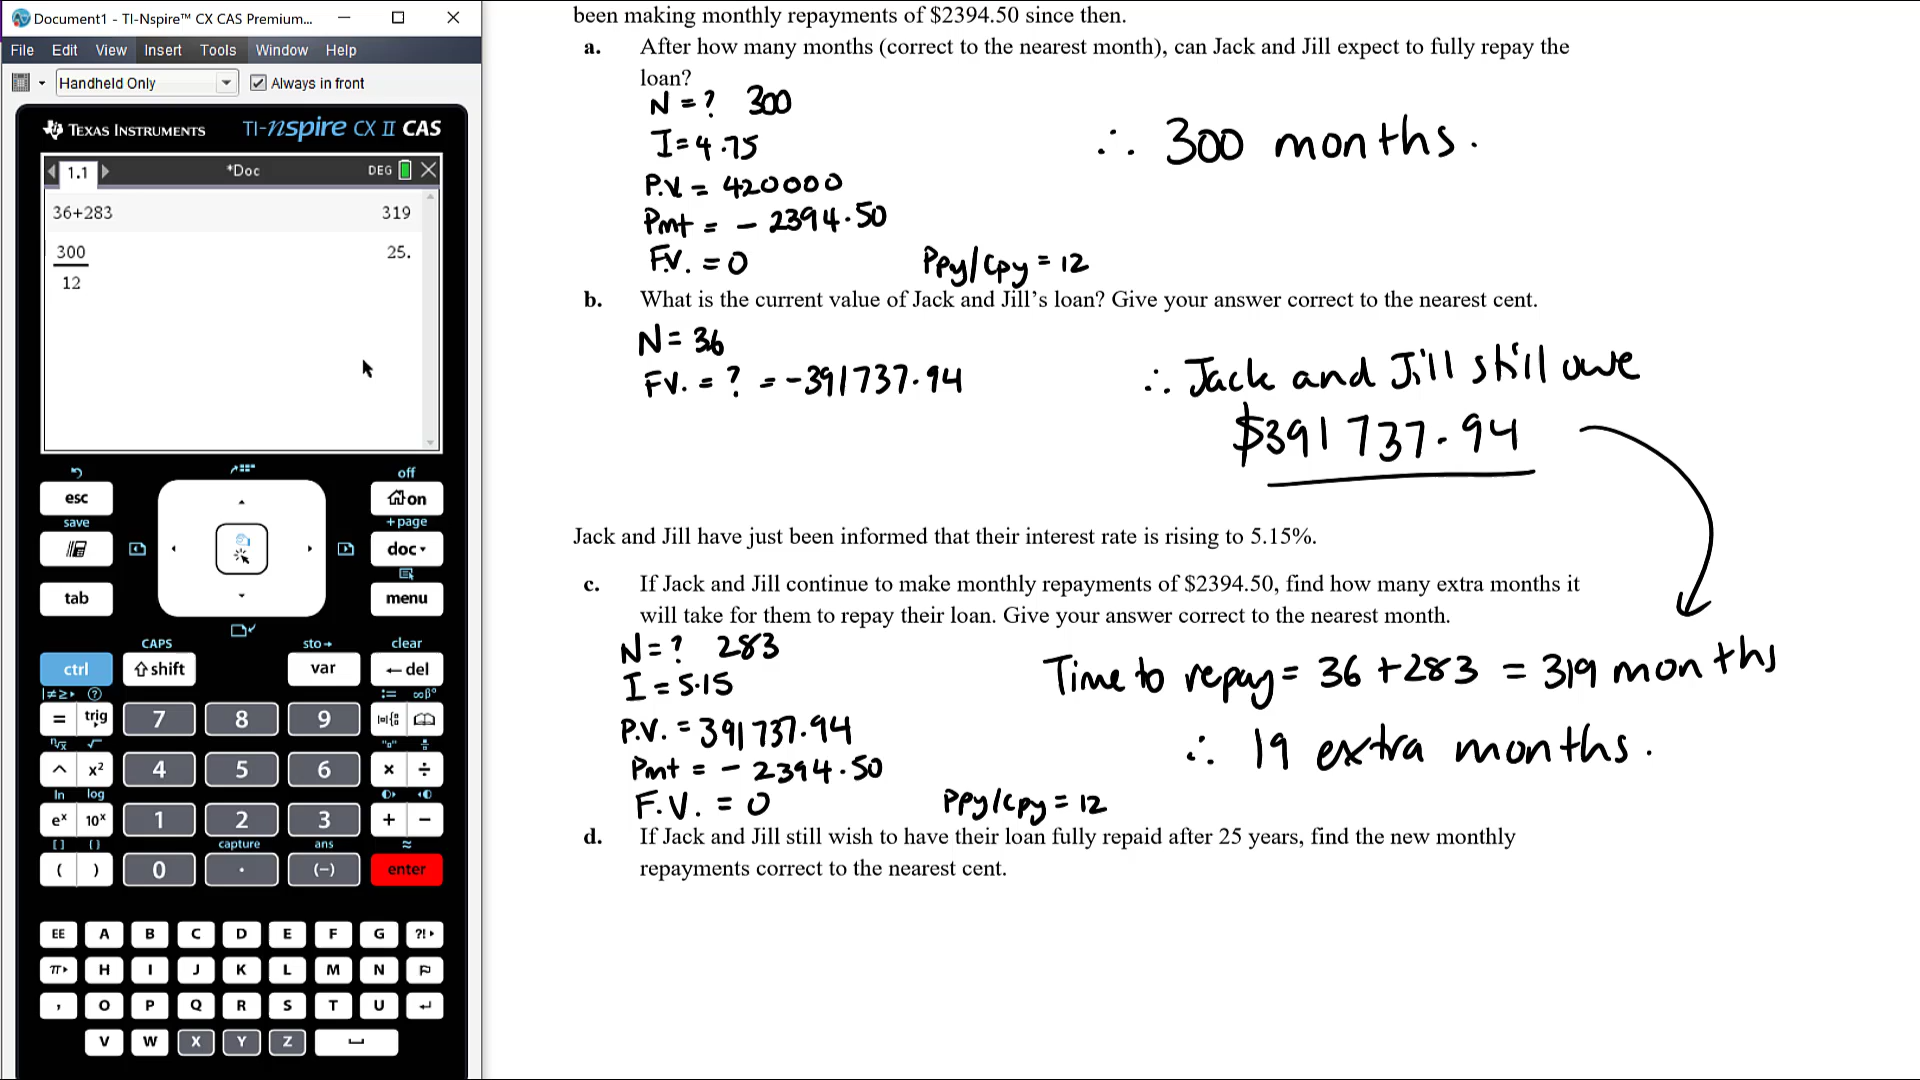 Document1 - TI-Nspire™ CX CAS Premium...
File Edit View Insert Tools Window Help
Handheld Only
Always in front
TEXAS INSTRUMENTS TI-nspire CX II CAS
1.1 *Doc DEG
36+283 319
300 25.
12
off
esc on
save +page
doc
tab menu
CAPS sto→ clear
ctrl shift var ←del
= trig 7 8 9
^ x² 4 5 6 × ÷
ln log
eˣ 10ˣ 1 2 3 + −
[] {} capture ans ≈
( ) 0 . (−) enter
EE A B C D E F G ?!▸
π▸ H I J K L M N
, O P Q R S T U ↵
V W X Y Z
been making monthly repayments of $2394.50 since then.
a. After how many months (correct to the nearest month), can Jack and Jill expect to fully repay the
loan?
N = ? 300
I = 4.75
P.V. = 420000
Pmt = - 2394.50
F.V. = 0 Ppy/Cpy = 12
∴ 300 months.
b. What is the current value of Jack and Jill’s loan? Give your answer correct to the nearest cent.
N = 36
F.V. = ? = -391737.94
∴ Jack and Jill still owe
$391 737.94
Jack and Jill have just been informed that their interest rate is rising to 5.15%.
c. If Jack and Jill continue to make monthly repayments of $2394.50, find how many extra months it
will take for them to repay their loan. Give your answer correct to the nearest month.
N = ? 283
I = 5.15
P.V. = 391737.94
Pmt = - 2394.50
F.V. = 0 Ppy/Cpy = 12
Time to repay = 36 + 283 = 319 months
∴ 19 extra months.
d. If Jack and Jill still wish to have their loan fully repaid after 25 years, find the new monthly
repayments correct to the nearest cent.